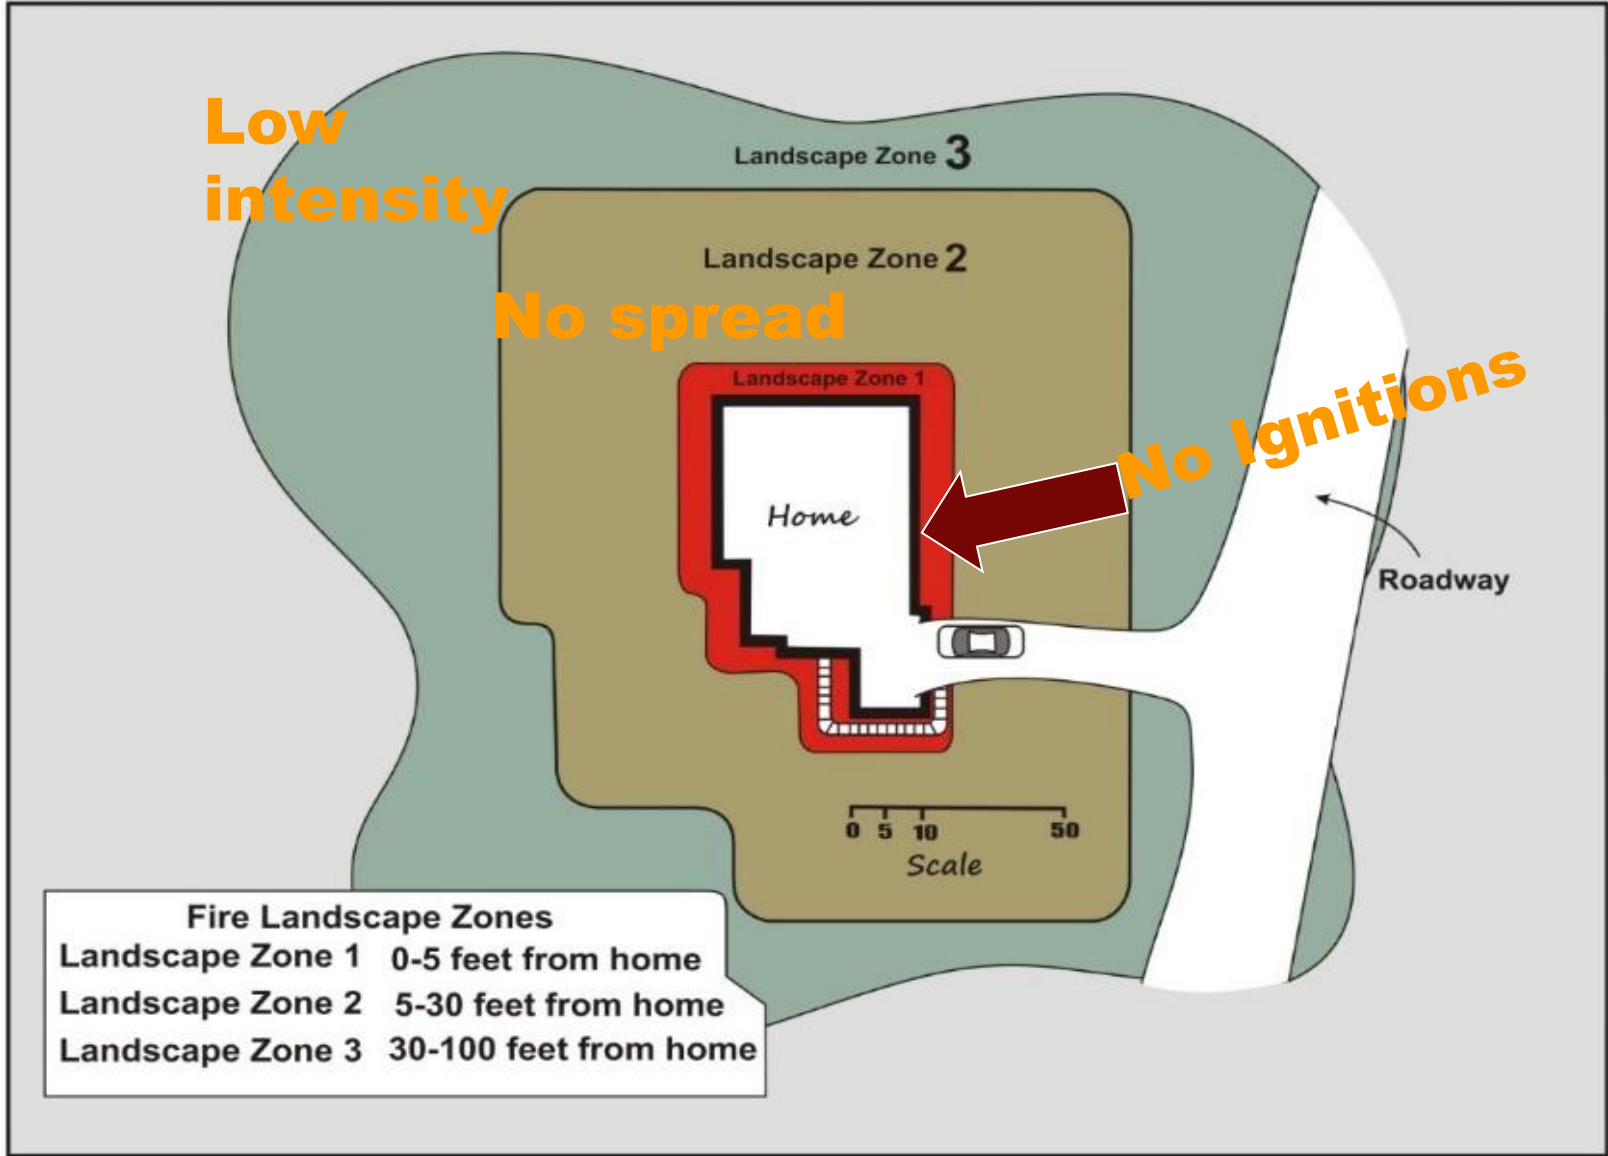 Low
intensity
Landscape Zone 3
Landscape Zone 2
No spread
Landscape Zone 1
No Ignitions
Home
Roadway
0 5 10 50
Scale
Fire Landscape Zones
Landscape Zone 1 0-5 feet from home
Landscape Zone 2 5-30 feet from home
Landscape Zone 3 30-100 feet from home